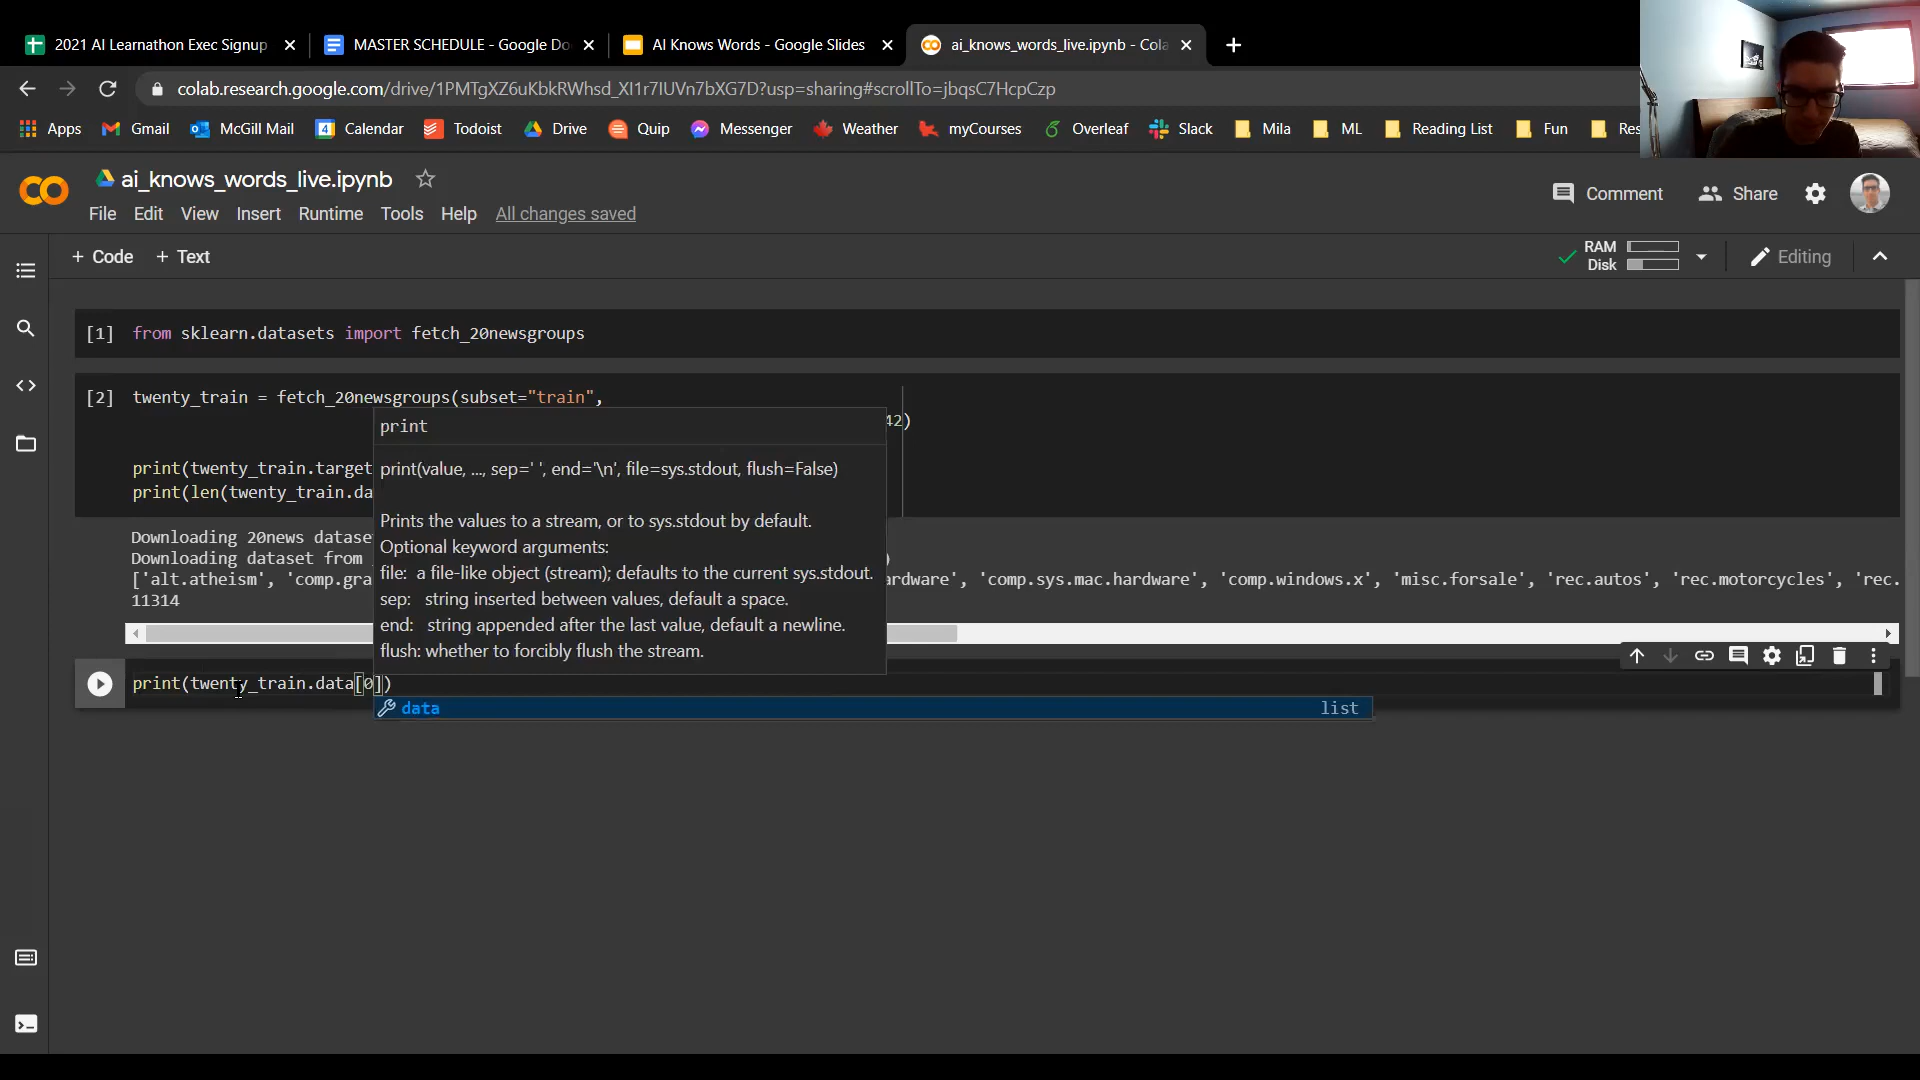 2021 AI Learnathon Exec Signup
MASTER SCHEDULE - Google Do
AI Knows Words - Google Slides
ai_knows_words_live.ipynb - Cola
colab.research.google.com/drive/1PMTgXZ6uKbkRWhsd_XI1r7IUVn7bXG7D?usp=sharing#scrollTo=jbqsC7HcpCzp
Apps Gmail McGill Mail Calendar Todoist Drive Quip Messenger Weather myCourses Overleaf Slack Mila ML Reading List Fun Res
ai_knows_words_live.ipynb
Comment Share
File Edit View Insert Runtime Tools Help All changes saved
+ Code + Text
RAM
Disk
Editing
[1] from sklearn.datasets import fetch_20newsgroups
[2] twenty_train = fetch_20newsgroups(subset="train",
42)
print(twenty_train.target
print(len(twenty_train.da
print
print(value, ..., sep=' ', end='\n', file=sys.stdout, flush=False)
Prints the values to a stream, or to sys.stdout by default.
Optional keyword arguments:
file: a file-like object (stream); defaults to the current sys.stdout.
sep: string inserted between values, default a space.
end: string appended after the last value, default a newline.
flush: whether to forcibly flush the stream.
Downloading 20news datase
Downloading dataset from
)
['alt.atheism', 'comp.gra
ardware', 'comp.sys.mac.hardware', 'comp.windows.x', 'misc.forsale', 'rec.autos', 'rec.motorcycles', 'rec.
11314
print(twenty_train.data[0])
data list